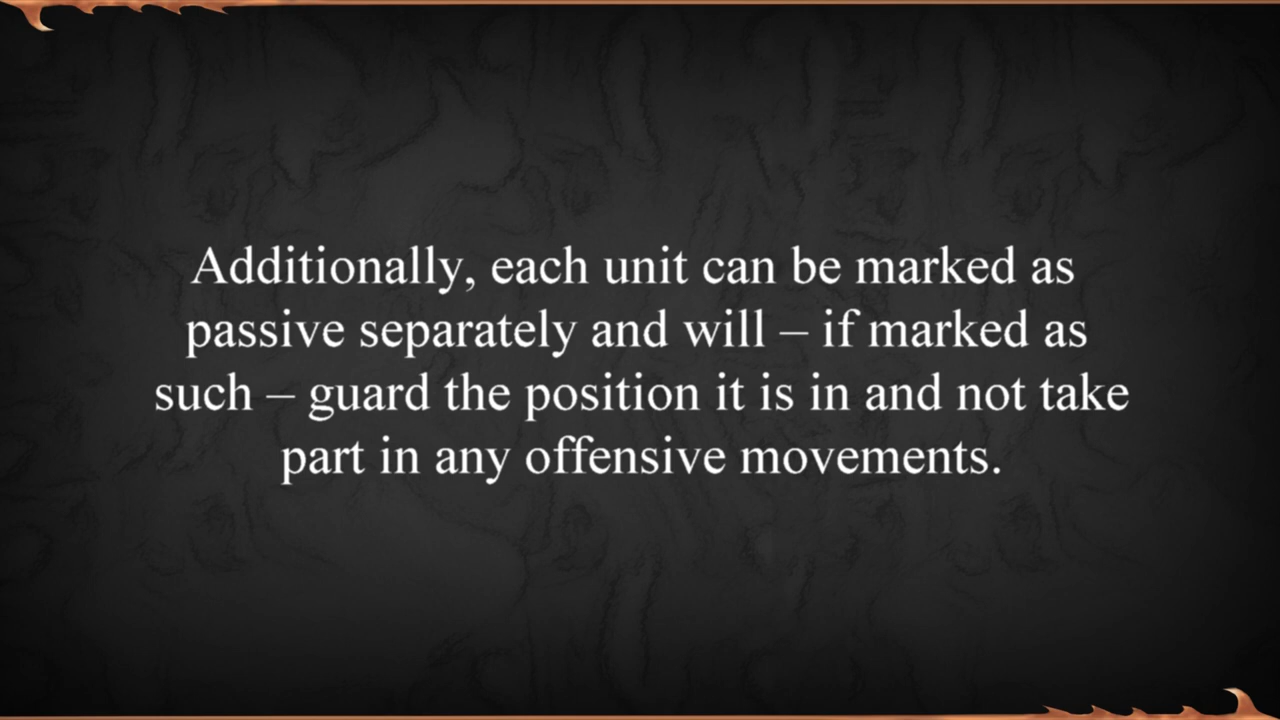 Additionally, each unit can be marked as
passive separately and will – if marked as
such – guard the position it is in and not take
part in any offensive movements.